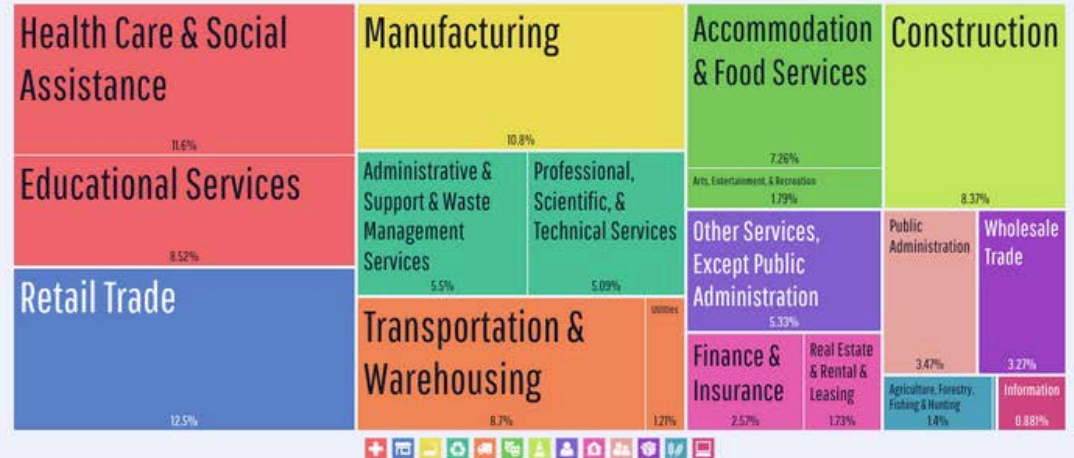 Health Care & Social
Assistance
11.6%
Educational Services
8.52%
Retail Trade
12.5%
Manufacturing
10.8%
Administrative &
Support & Waste
Management
Services
5.5%
Professional,
Scientific, &
Technical Services
5.09%
Transportation &
Warehousing
8.7%
Utilities
1.21%
Accommodation
& Food Services
7.26%
Arts, Entertainment, & Recreation
1.79%
Other Services,
Except Public
Administration
5.33%
Finance &
Insurance
2.57%
Real Estate
& Rental &
Leasing
1.73%
Construction
8.37%
Public
Administration
3.47%
Wholesale
Trade
3.27%
Agriculture, Forestry,
Fishing & Hunting
1.4%
Information
0.881%